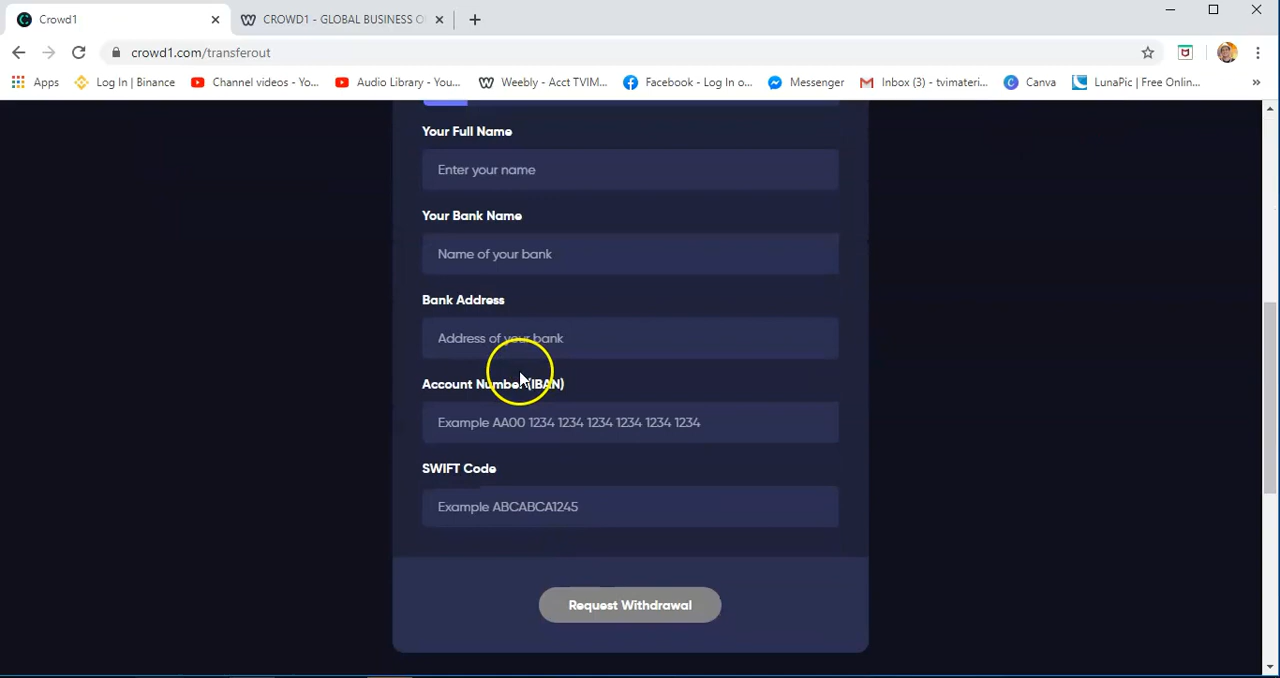 Crowd1
CROWD1 - GLOBAL BUSINESS O
crowd1.com/transferout
Apps
Log In | Binance
Channel videos - Yo...
Audio Library - You...
Weebly - Acct TVIM...
Facebook - Log In o...
Messenger
Inbox (3) - tvimateri...
Canva
LunaPic | Free Onlin...
»
Your Full Name
Enter your name
Your Bank Name
Name of your bank
Bank Address
Address of your bank
Account Number (IBAN)
Example AA00 1234 1234 1234 1234 1234 1234
SWIFT Code
Example ABCABCA1245
Request Withdrawal